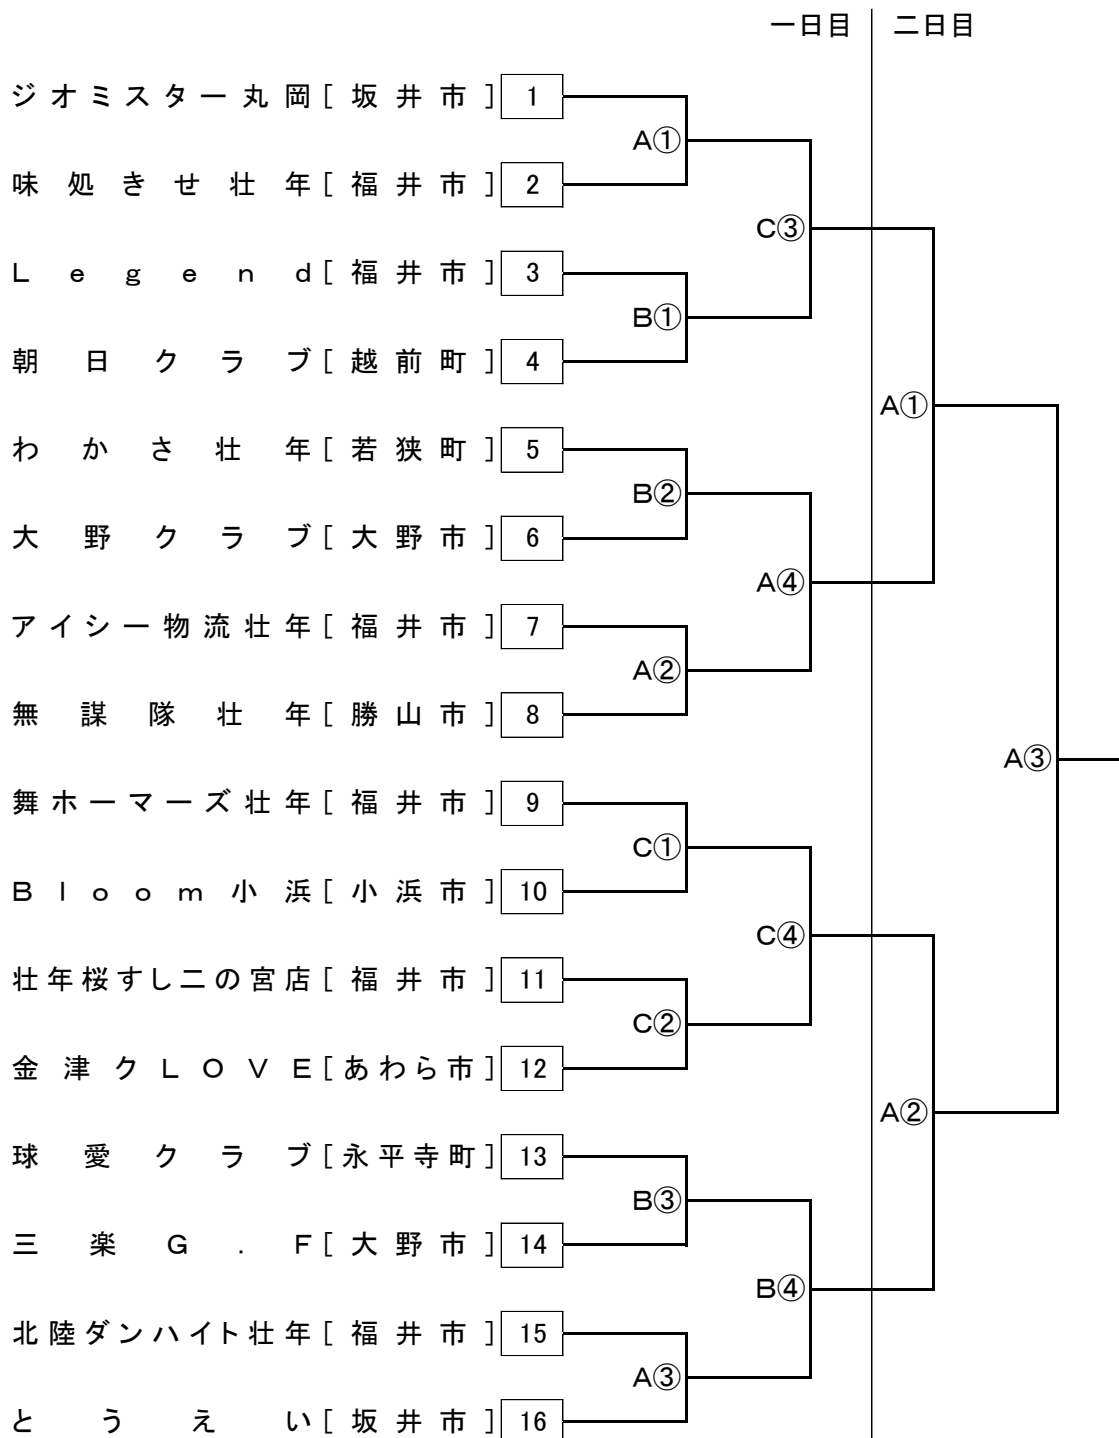 一日目 二日目
ジオミスター丸岡[坂井市] 1
A①
味処きせ壮年[福井市] 2
C③
Legend[福井市] 3
B①
朝日クラブ[越前町] 4
A①
わかさ壮年[若狭町] 5
B②
大野クラブ[大野市] 6
A④
アイシー物流壮年[福井市] 7
A②
無謀隊壮年[勝山市] 8
A③
舞ホーマーズ壮年[福井市] 9
C①
Bloom小浜[小浜市] 10
C④
壮年桜すし二の宮店[福井市] 11
C②
金津クLOVE[あわら市] 12
A②
球愛クラブ[永平寺町] 13
B③
三楽G.F[大野市] 14
B④
北陸ダンハイト壮年[福井市] 15
A③
とうえい[坂井市] 16